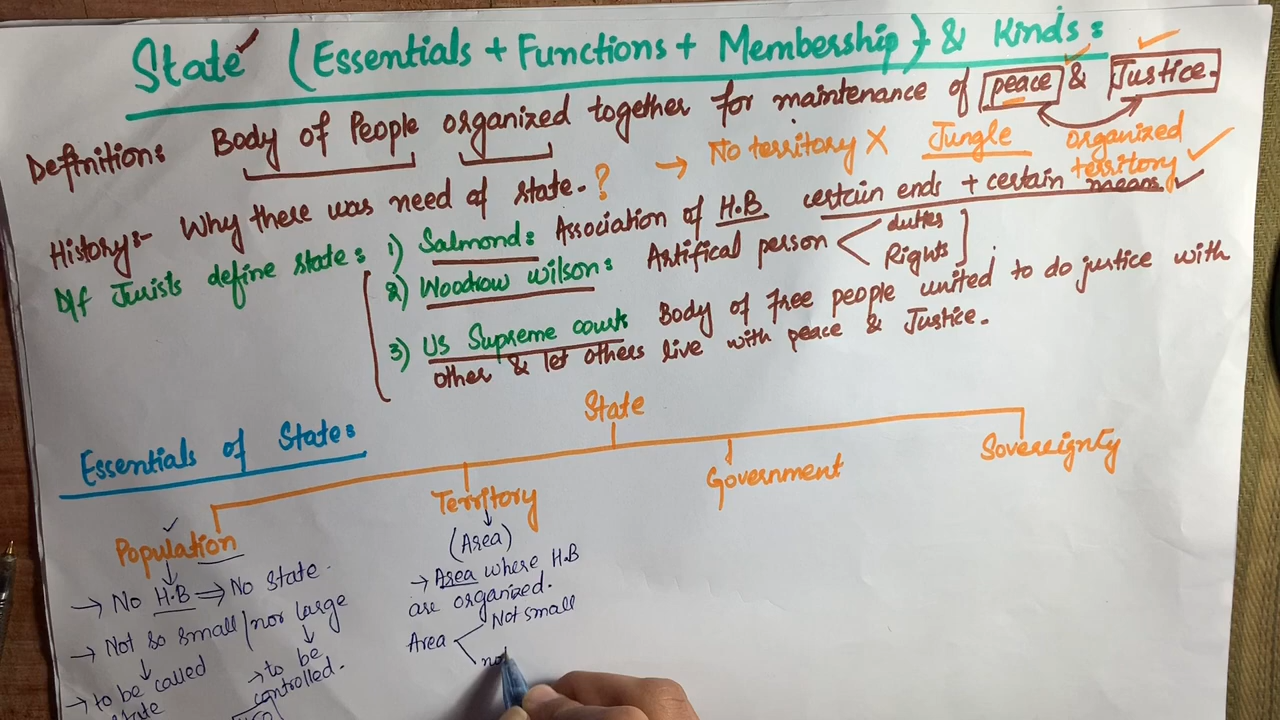 State (Essentials + Functions + Membership) & Kinds:
Definition: Body of People organized together for maintenance of peace & Justice.
→ No territory X Jungle organized territory
History:- Why there was need of state.?
Dff Jurists define state: 1) Salmond: Association of H.B certain ends + certain means
2) Woodrow Wilson: Artifical person duties Rights
3) US Supreme court Body of free people united to do justice with
other & let others live with peace & Justice.
Essentials of State:
State
Population
Territory
Government
Sovereignty
→ No H.B ⇒ No state.
→ Not so small/nor large
→ to be called state
→ to be controlled.
(Area)
→ Area where H.B
are organized.
Area
Not small